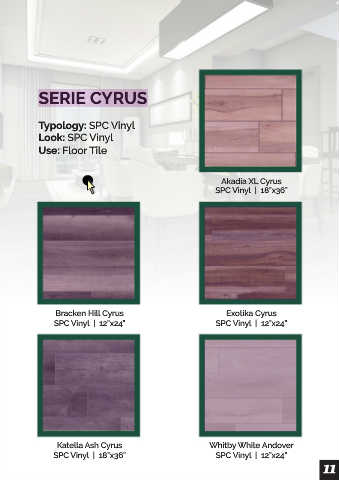 SERIE CYRUS
Typology: SPC Vinyl
Look: SPC Vinyl
Use: Floor Tile
Akadia XL Cyrus
SPC Vinyl | 18"x36"
Bracken Hill Cyrus
SPC Vinyl | 12"x24"
Exotika Cyrus
SPC Vinyl | 12"x24"
Katella Ash Cyrus
SPC Vinyl | 18"x36"
Whitby While Andover
SPC Vinyl | 12"x24"
11